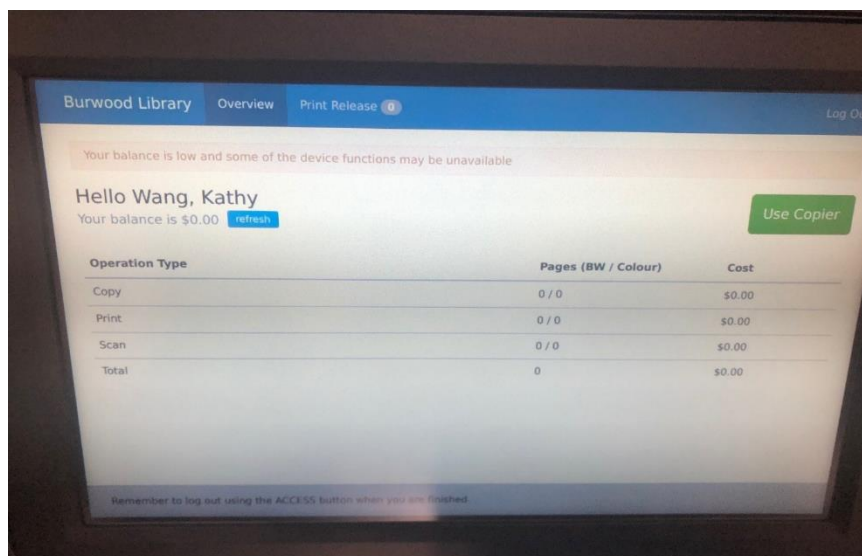 Burwood Library Overview Print Release 0 Log
Your balance is low and some of the device functions may be unavailable
Hello Wang, Kathy
Your balance is $0.00 refresh
Use Copier
Operation Type Pages (BW / Colour) Cost
Copy 0 / 0 $0.00
Print 0 / 0 $0.00
Scan 0 / 0 $0.00
Total 0 $0.00
Remember to log out using the ACCESS button when you are finished